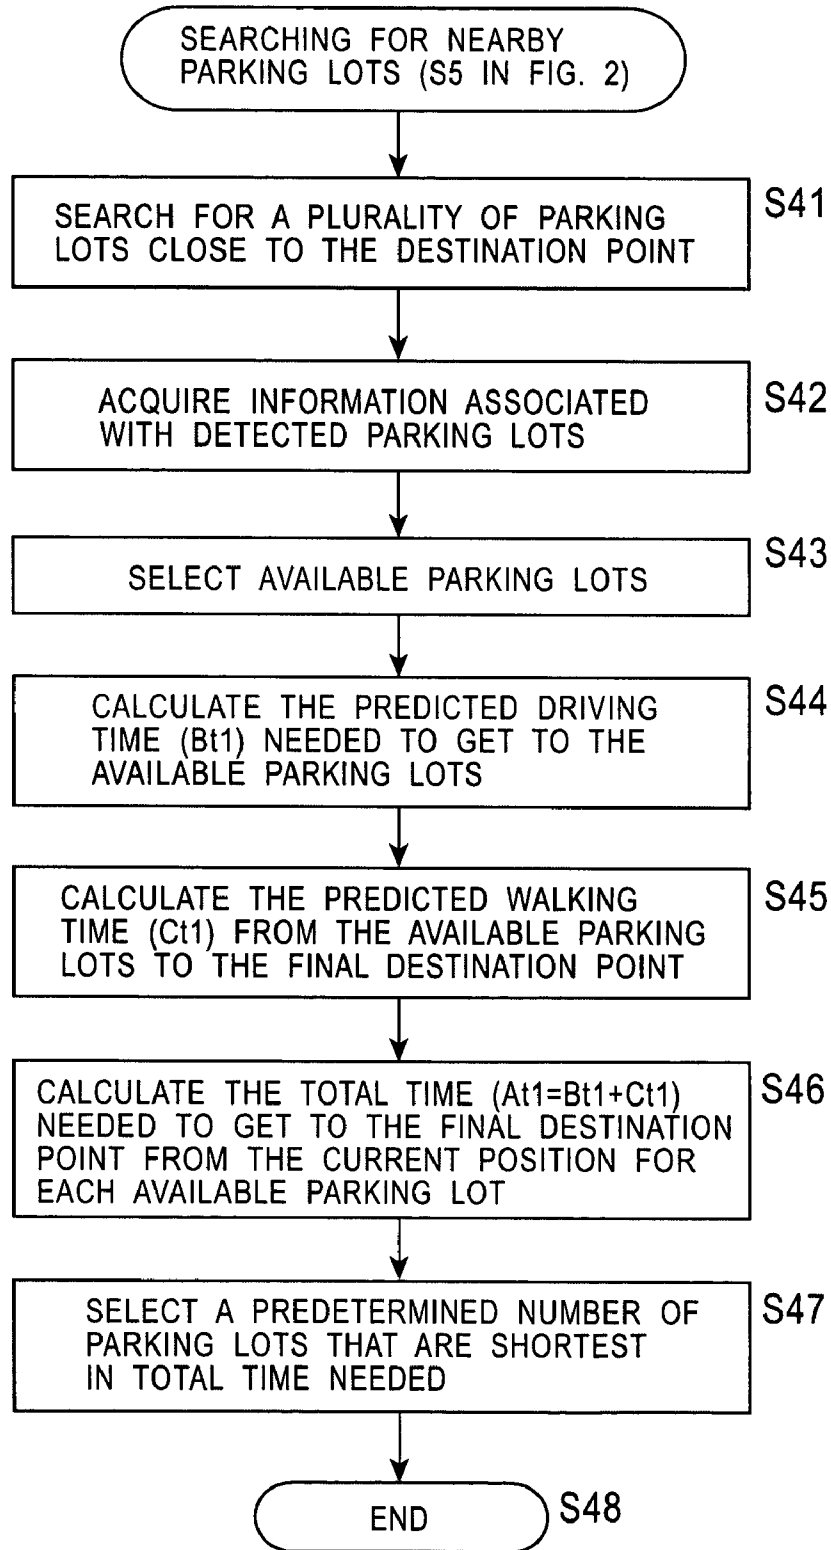 SEARCHING FOR NEARBY
PARKING LOTS (S5 IN FIG. 2)
S41
SEARCH FOR A PLURALITY OF PARKING
LOTS CLOSE TO THE DESTINATION POINT
S42
ACQUIRE INFORMATION ASSOCIATED
WITH DETECTED PARKING LOTS
S43
SELECT AVAILABLE PARKING LOTS
S44
CALCULATE THE PREDICTED DRIVING
TIME (Bt1) NEEDED TO GET TO THE
AVAILABLE PARKING LOTS
S45
CALCULATE THE PREDICTED WALKING
TIME (Ct1) FROM THE AVAILABLE PARKING
LOTS TO THE FINAL DESTINATION POINT
S46
CALCULATE THE TOTAL TIME (At1=Bt1+Ct1)
NEEDED TO GET TO THE FINAL DESTINATION
POINT FROM THE CURRENT POSITION FOR
EACH AVAILABLE PARKING LOT
S47
SELECT A PREDETERMINED NUMBER OF
PARKING LOTS THAT ARE SHORTEST
IN TOTAL TIME NEEDED
S48
END